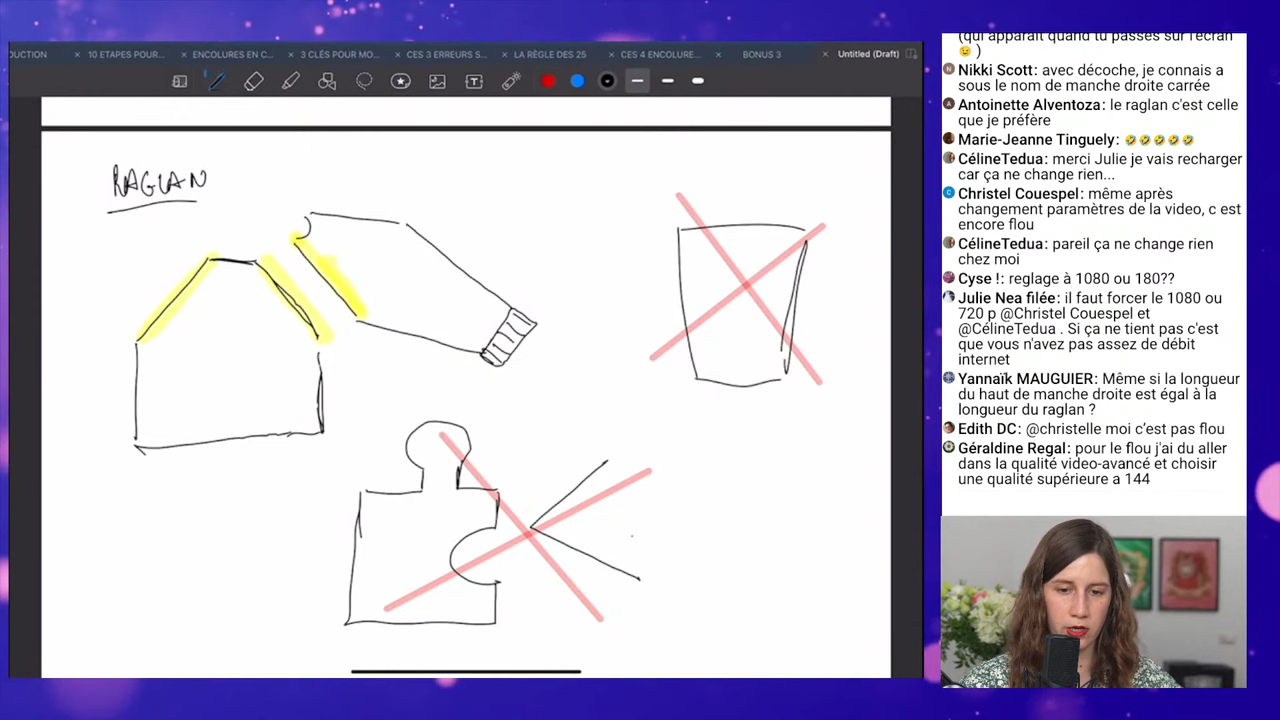 DUCTION
10 ETAPES POUR...
ENCOLURES EN C...
3 CLÉS POUR MO...
CES 3 ERREURS S...
LA RÈGLE DES 25
CES 4 ENCOLURE...
BONUS 3
Untitled (Draft)
RAGLAN
(qui apparait quand tu passes sur l'écran
😉 )
Nikki Scott: avec décoche, je connais a
sous le nom de manche droite carrée
Antoinette Alventoza: le raglan c'est celle
que je préfère
Marie-Jeanne Tinguely: 🤣🤣🤣🤣🤣
CélineTedua: merci Julie je vais recharger
car ça ne change rien...
Christel Couespel: même après
changement paramètres de la video, c est
encore flou
CélineTedua: pareil ça ne change rien
chez moi
Cyse !: reglage à 1080 ou 180??
Julie Nea filée: il faut forcer le 1080 ou
720 p @Christel Couespel et
@CélineTedua . Si ça ne tient pas c'est
que vous n'avez pas assez de débit
internet
Yannaïk MAUGUIER: Même si la longueur
du haut de manche droite est égal à la
longueur du raglan ?
Edith DC: @christelle moi c'est pas flou
Géraldine Regal: pour le flou j'ai du aller
dans la qualité video-avancé et choisir
une qualité supérieure a 144